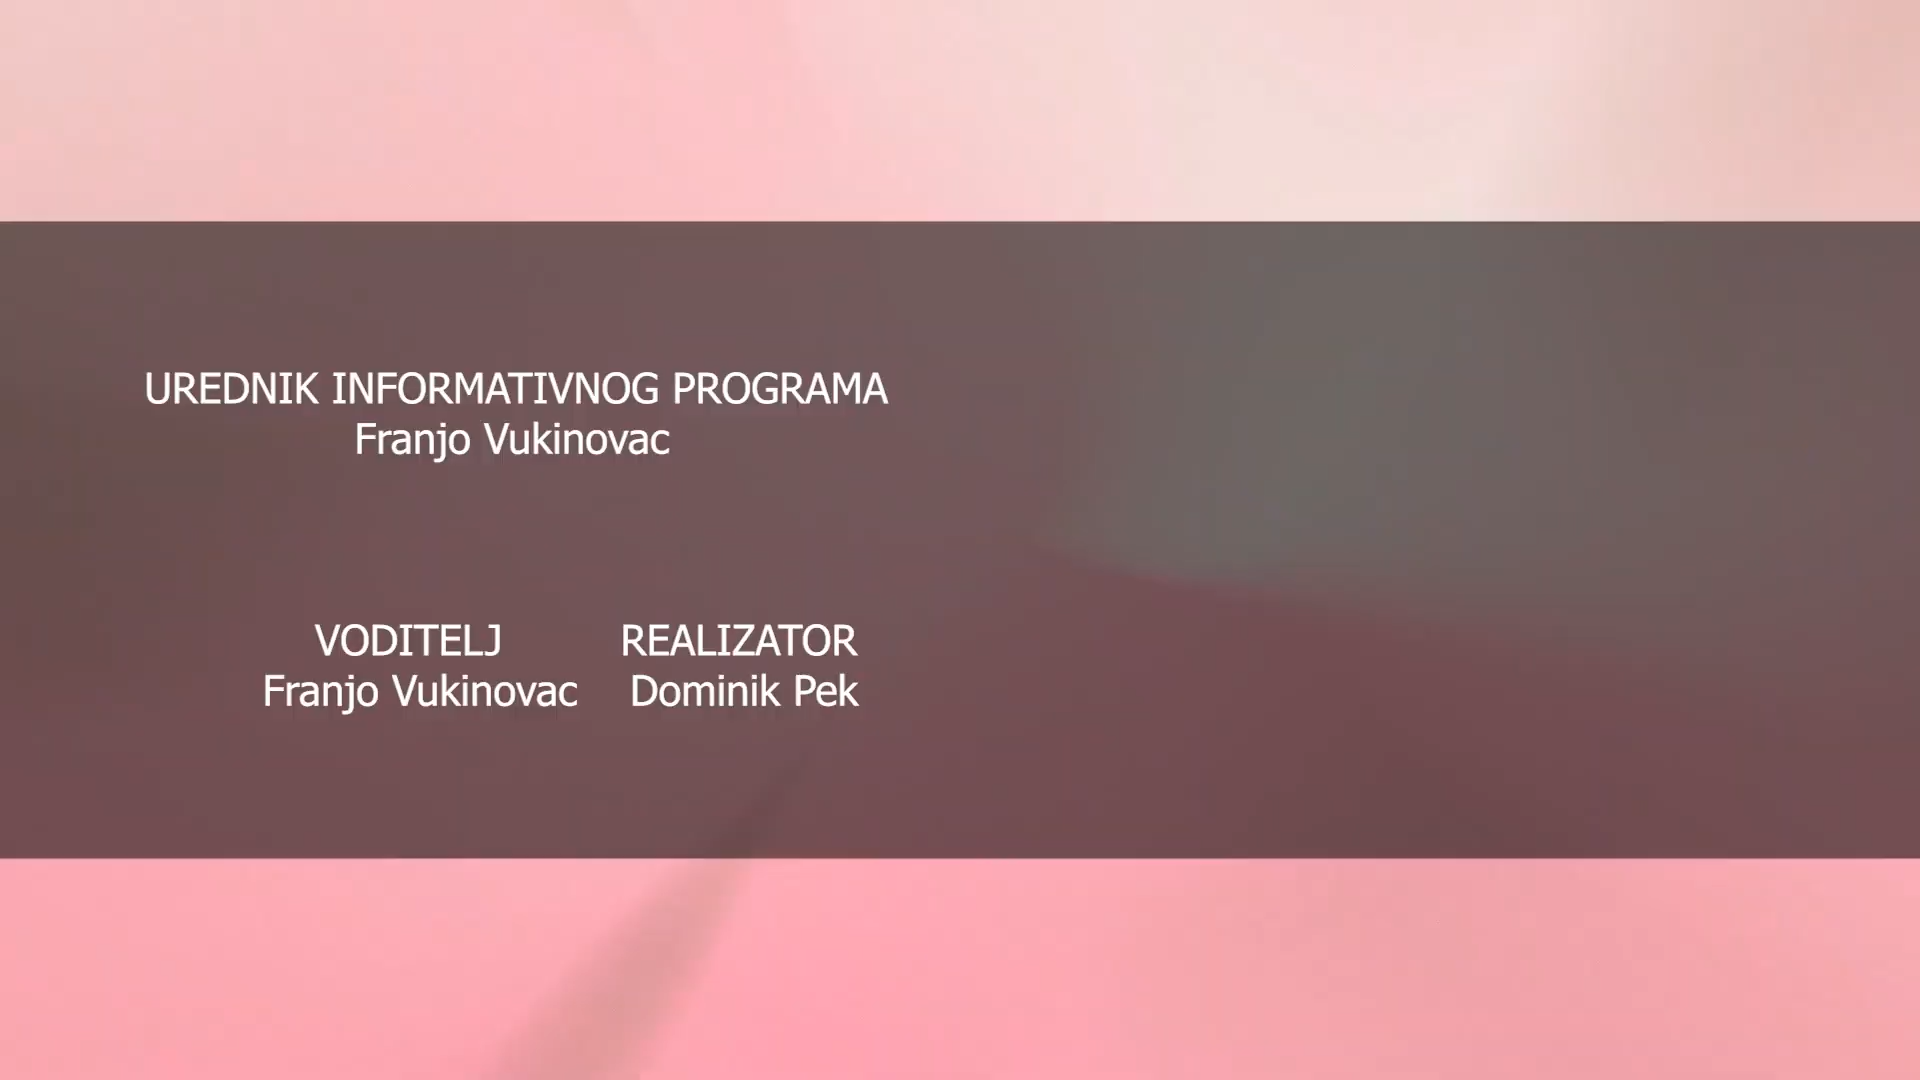 UREDNIK INFORMATIVNOG PROGRAMA
Franjo Vukinovac
VODITELJ
Franjo Vukinovac
REALIZATOR
Dominik Pek